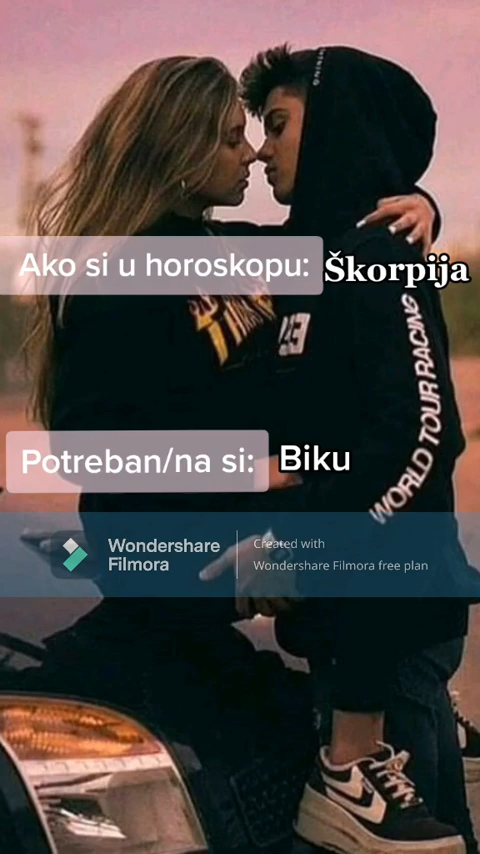 Ako si u horoskopu: Škorpija
WORLD TOUR RACING
Potreban/na si: Biku
Wondershare
Filmora
Created with
Wondershare Filmora free plan